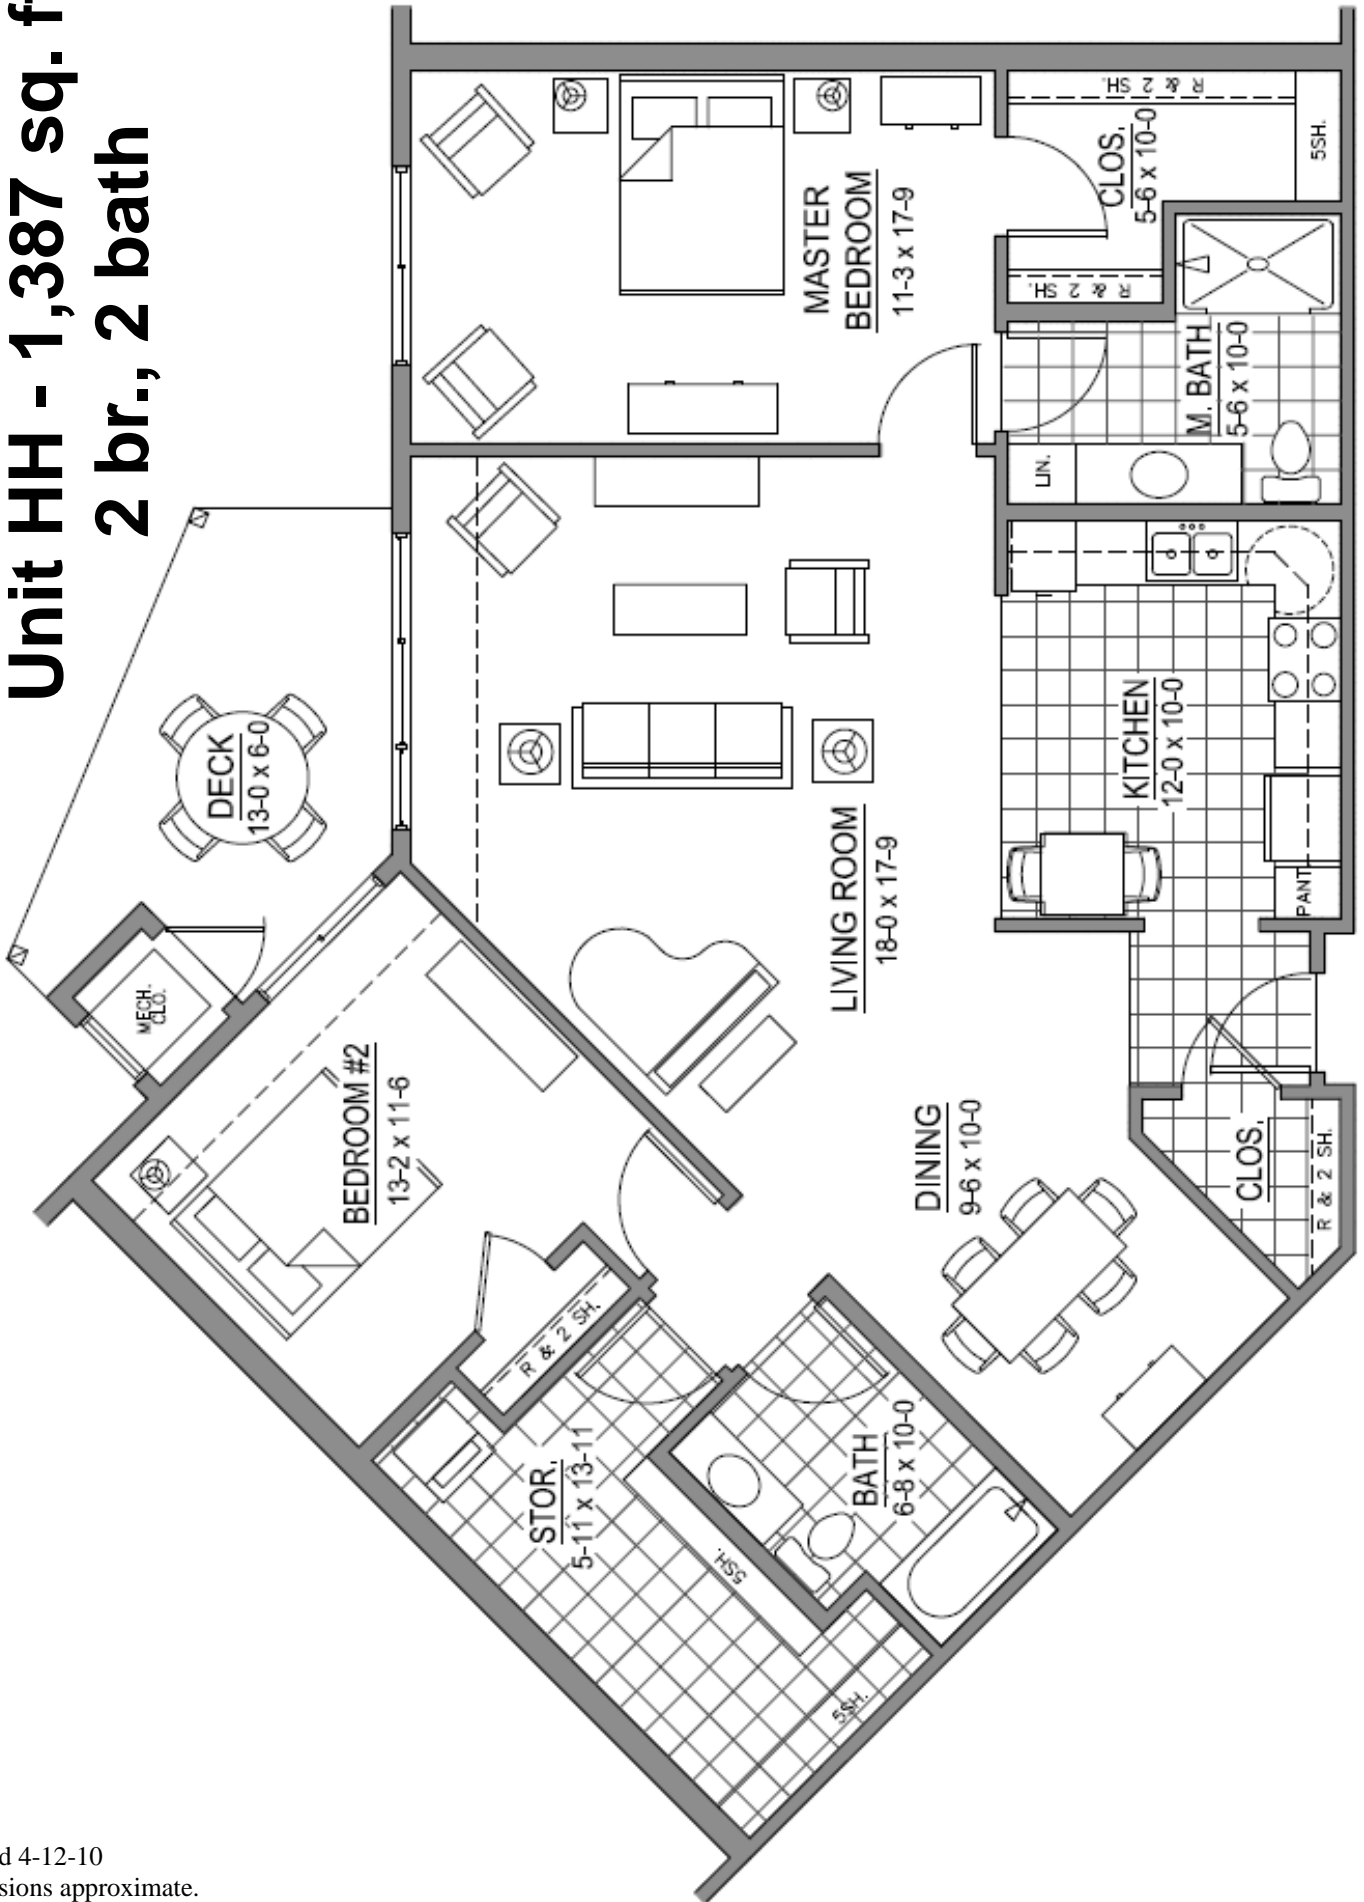 Unit HH - 1,387 sq. f
2 br., 2 bath
MASTER
BEDROOM
11-3 x 17-9
CLOS.
5-6 x 10-0
R & 2 SH.
5SH.
R & 2 SH.
M. BATH
5-6 x 10-0
LIN.
DECK
13-0 x 6-0
MECH.
CLO.
LIVING ROOM
18-0 x 17-9
KITCHEN
12-0 x 10-0
PANT
BEDROOM #2
13-2 x 11-6
R & 2 SH.
DINING
9-6 x 10-0
CLOS.
R & 2 SH.
STOR.
5-11 x 13-11
5SH.
5SH.
BATH
6-8 x 10-0
d 4-12-10
sions approximate.